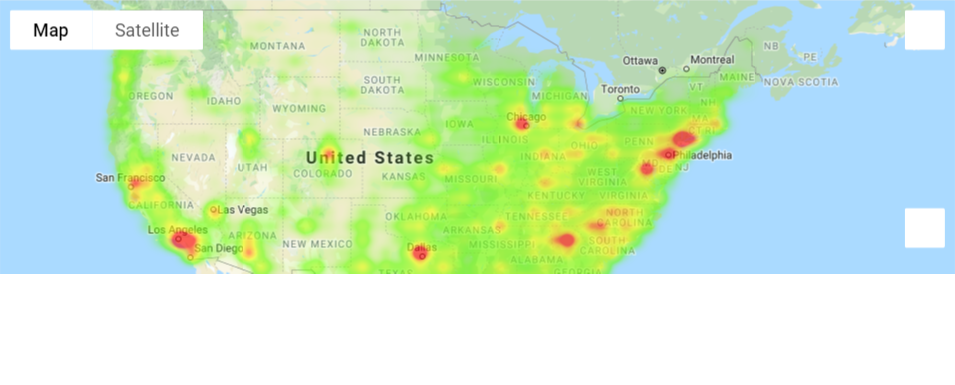 Map
Satellite
MONTANA
NORTH
DAKOTA
MINNESOTA
Ottawa
Montreal
NB
PE
NOVA SCOTIA
MAINE
VT
NH
Toronto
OREGON
IDAHO
WYOMING
SOUTH
DAKOTA
WISCONSIN
MICHIGAN
NEW YORK
MA
Chicago
IOWA
NEBRASKA
ILLINOIS
INDIANA
OHIO
PENN
Philadelphia
NJ
MD
DE
NEVADA
UTAH
United States
COLORADO
KANSAS
MISSOURI
WEST
VIRGINIA
KENTUCKY
VIRGINIA
San Francisco
CALIFORNIA
Las Vegas
OKLAHOMA
TENNESSEE
NORTH
CAROLINA
Los Angeles
San Diego
ARIZONA
NEW MEXICO
ARKANSAS
Dallas
MISSISSIPPI
SOUTH
CAROLINA
ALABAMA
TEXAS
GEORGIA